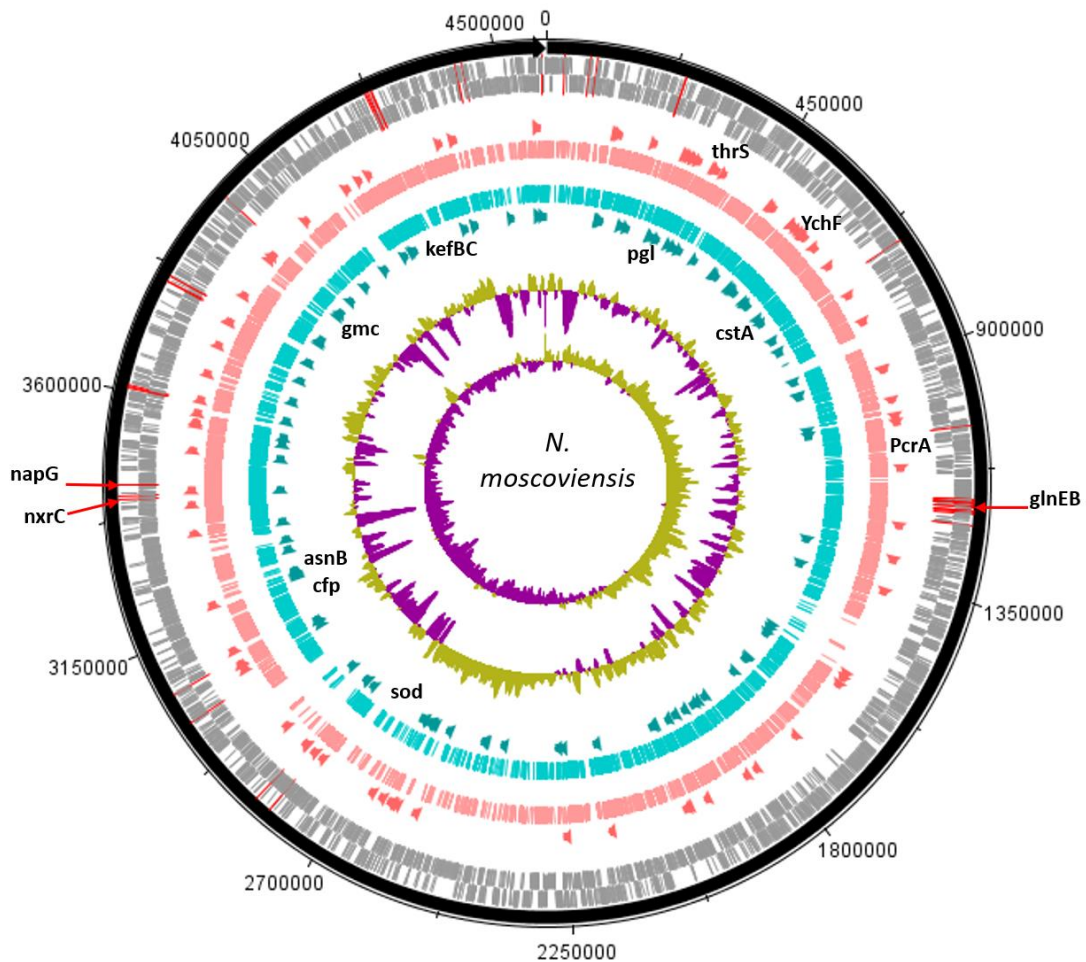 0
4500000
450000
4050000
thrS
YchF
kefBC
pgl
gmc
cstA
900000
3600000
N.
moscoviensis
PcrA
napG
nxrC
glnEB
asnB
cfp
1350000
3150000
sod
1800000
2700000
2250000